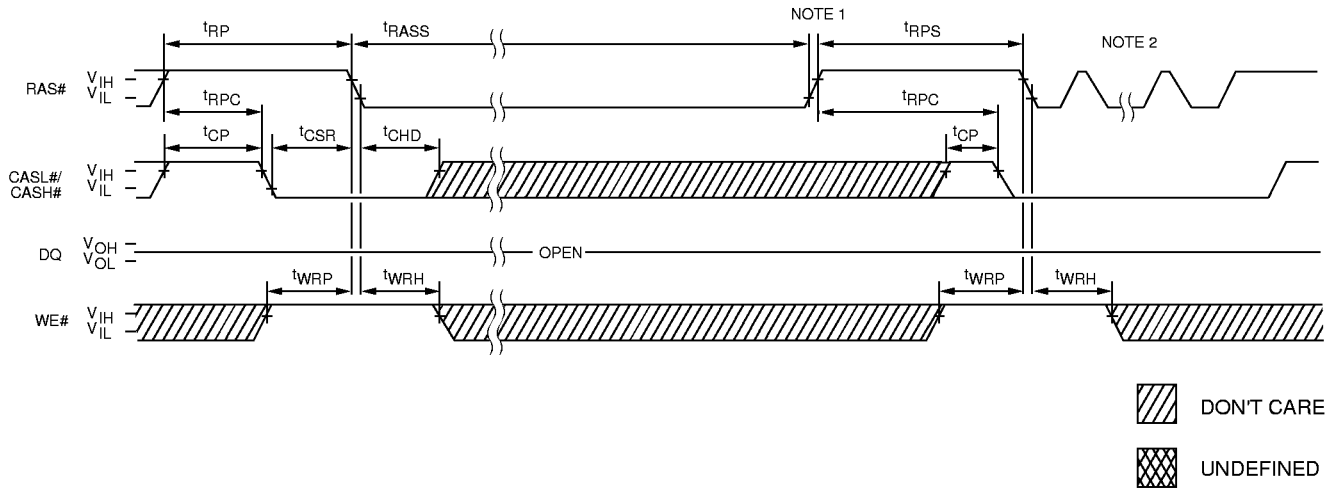 NOTE 1
tRP tRASS tRPS NOTE 2
RAS# VIH VIL
tRPC tRPC
tCP tCSR tCHD tCP
CASL#/ CASH# VIH VIL
DQ VOH VOL OPEN
tWRP tWRH tWRP tWRH
WE# VIH VIL
DON'T CARE
UNDEFINED